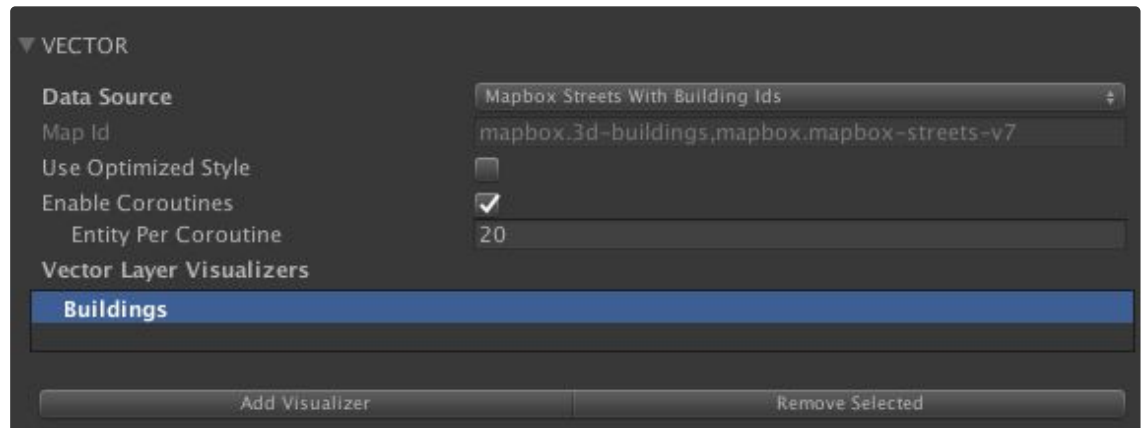 VECTOR
Data Source Mapbox Streets With Building Ids
Map Id mapbox.3d-buildings,mapbox.mapbox-streets-v7
Use Optimized Style
Enable Coroutines
Entity Per Coroutine 20
Vector Layer Visualizers
Buildings
Add Visualizer Remove Selected